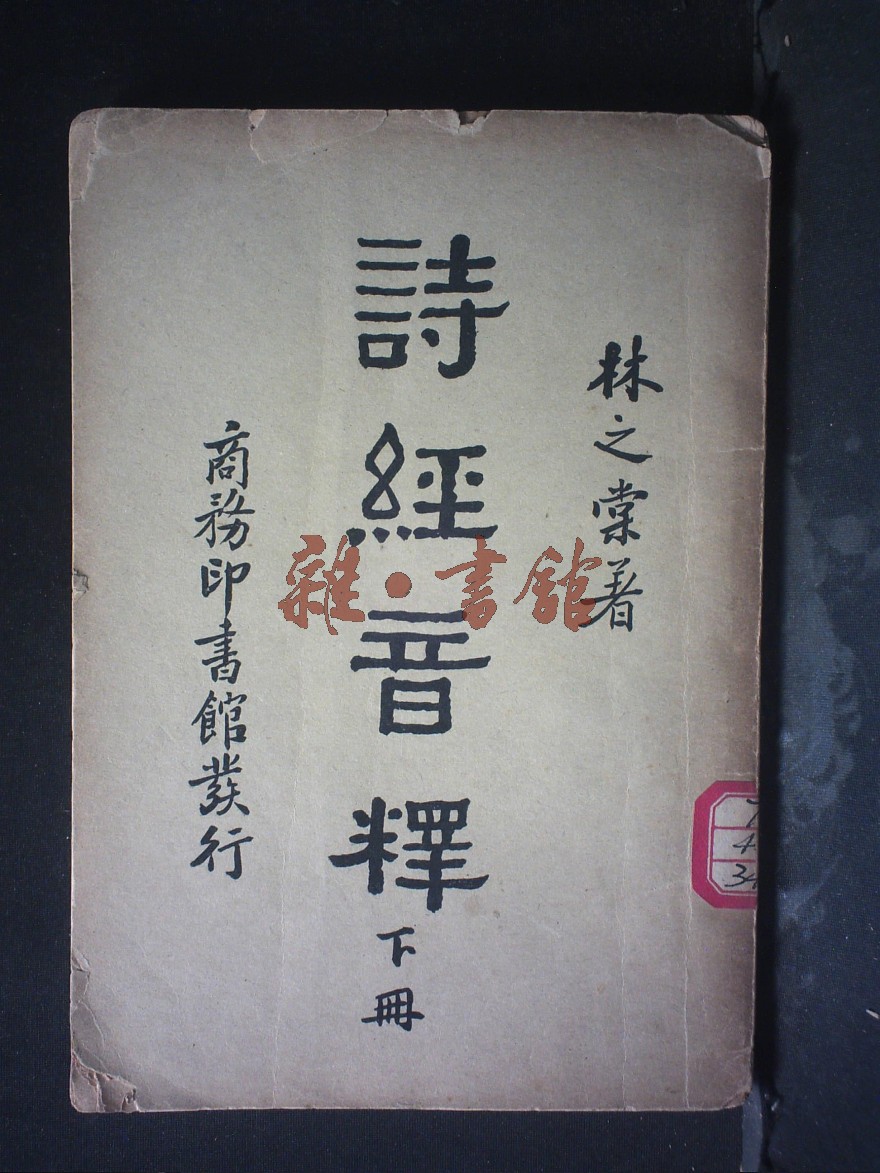 林之棠著
詩經音釋
下冊
商務印書館發行
雜·書館